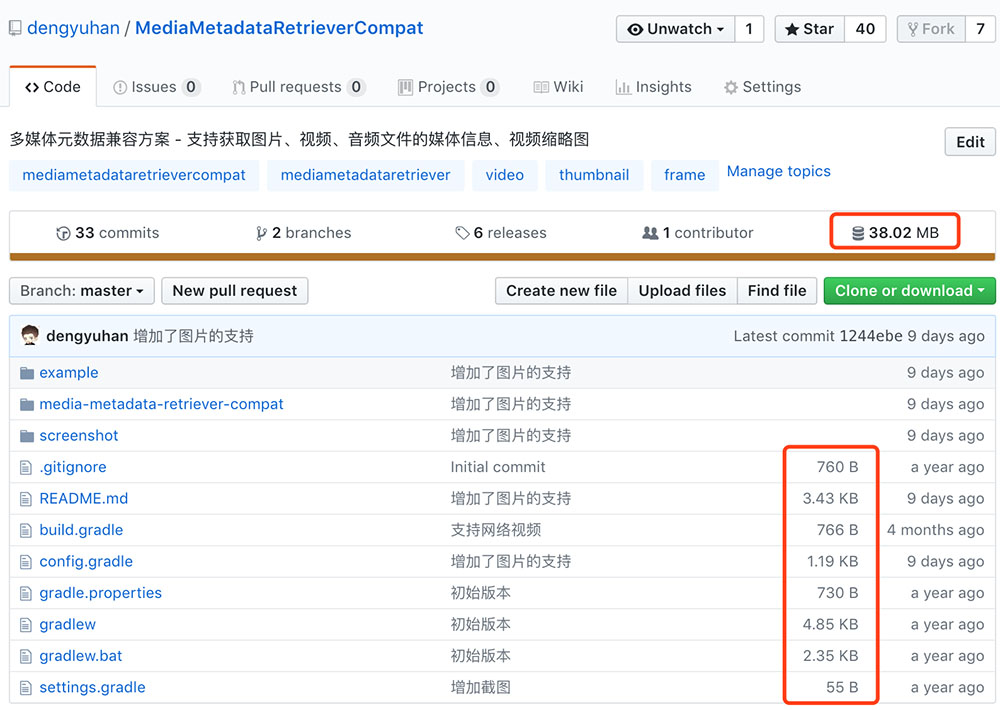 dengyuhan / MediaMetadataRetrieverCompat Unwatch 1 Star 40 Fork 7
Code Issues 0 Pull requests 0 Projects 0 Wiki Insights Settings
多媒体元数据兼容方案 - 支持获取图片、视频、音频文件的媒体信息、视频缩略图 Edit
mediametadataretrievercompat mediametadataretriever video thumbnail frame Manage topics
33 commits 2 branches 6 releases 1 contributor 38.02 MB
Branch: master New pull request Create new file Upload files Find file Clone or download
dengyuhan 增加了图片的支持 Latest commit 1244ebe 9 days ago
example 增加了图片的支持 9 days ago
media-metadata-retriever-compat 增加了图片的支持 9 days ago
screenshot 增加了图片的支持 9 days ago
.gitignore Initial commit 760 B a year ago
README.md 增加了图片的支持 3.43 KB 9 days ago
build.gradle 支持网络视频 766 B 4 months ago
config.gradle 增加了图片的支持 1.19 KB 9 days ago
gradle.properties 初始版本 730 B a year ago
gradlew 初始版本 4.85 KB a year ago
gradlew.bat 初始版本 2.35 KB a year ago
settings.gradle 增加截图 55 B a year ago